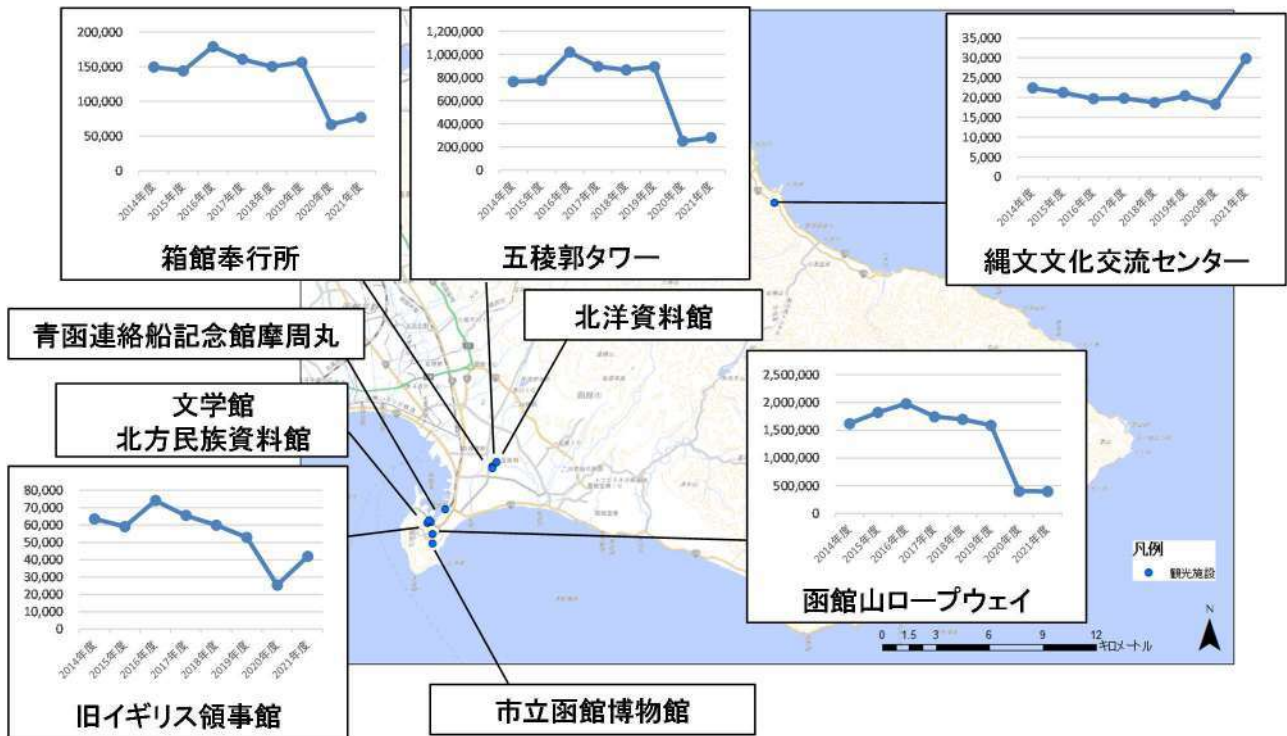 200,000
150,000
100,000
50,000
0
2014年度
2015年度
2016年度
2017年度
2018年度
2019年度
2020年度
2021年度
箱館奉行所
1,200,000
1,000,000
800,000
600,000
400,000
200,000
0
2014年度
2015年度
2016年度
2017年度
2018年度
2019年度
2020年度
2021年度
五稜郭タワー
35,000
30,000
25,000
20,000
15,000
10,000
5,000
0
2014年度
2015年度
2016年度
2017年度
2018年度
2019年度
2020年度
2021年度
縄文文化交流センター
青函連絡船記念館摩周丸
北洋資料館
文学館
北方民族資料館
2,500,000
2,000,000
1,500,000
1,000,000
500,000
0
2014年度
2015年度
2016年度
2017年度
2018年度
2019年度
2020年度
2021年度
函館山ロープウェイ
80,000
70,000
60,000
50,000
40,000
30,000
20,000
10,000
0
2014年度
2015年度
2016年度
2017年度
2018年度
2019年度
2020年度
2021年度
旧イギリス領事館
市立函館博物館
凡例
観光施設
N
0 1.5 3 6 9 12
キロメートル